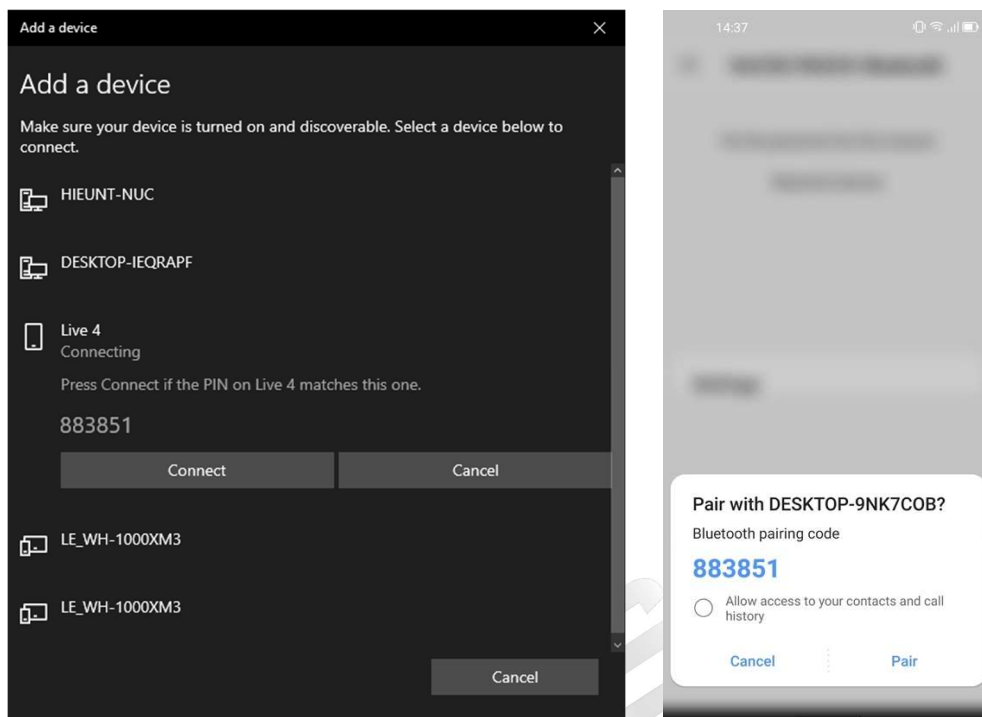 Add a device
Add a device
Make sure your device is turned on and discoverable. Select a device below to
connect.
HIEUNT-NUC
DESKTOP-IEQRAPF
Live 4
Connecting
Press Connect if the PIN on Live 4 matches this one.
883851
Connect Cancel
LE_WH-1000XM3
LE_WH-1000XM3
Cancel
14:37
Pair with DESKTOP-9NK7COB?
Bluetooth pairing code
883851
Allow access to your contacts and call
history
Cancel Pair